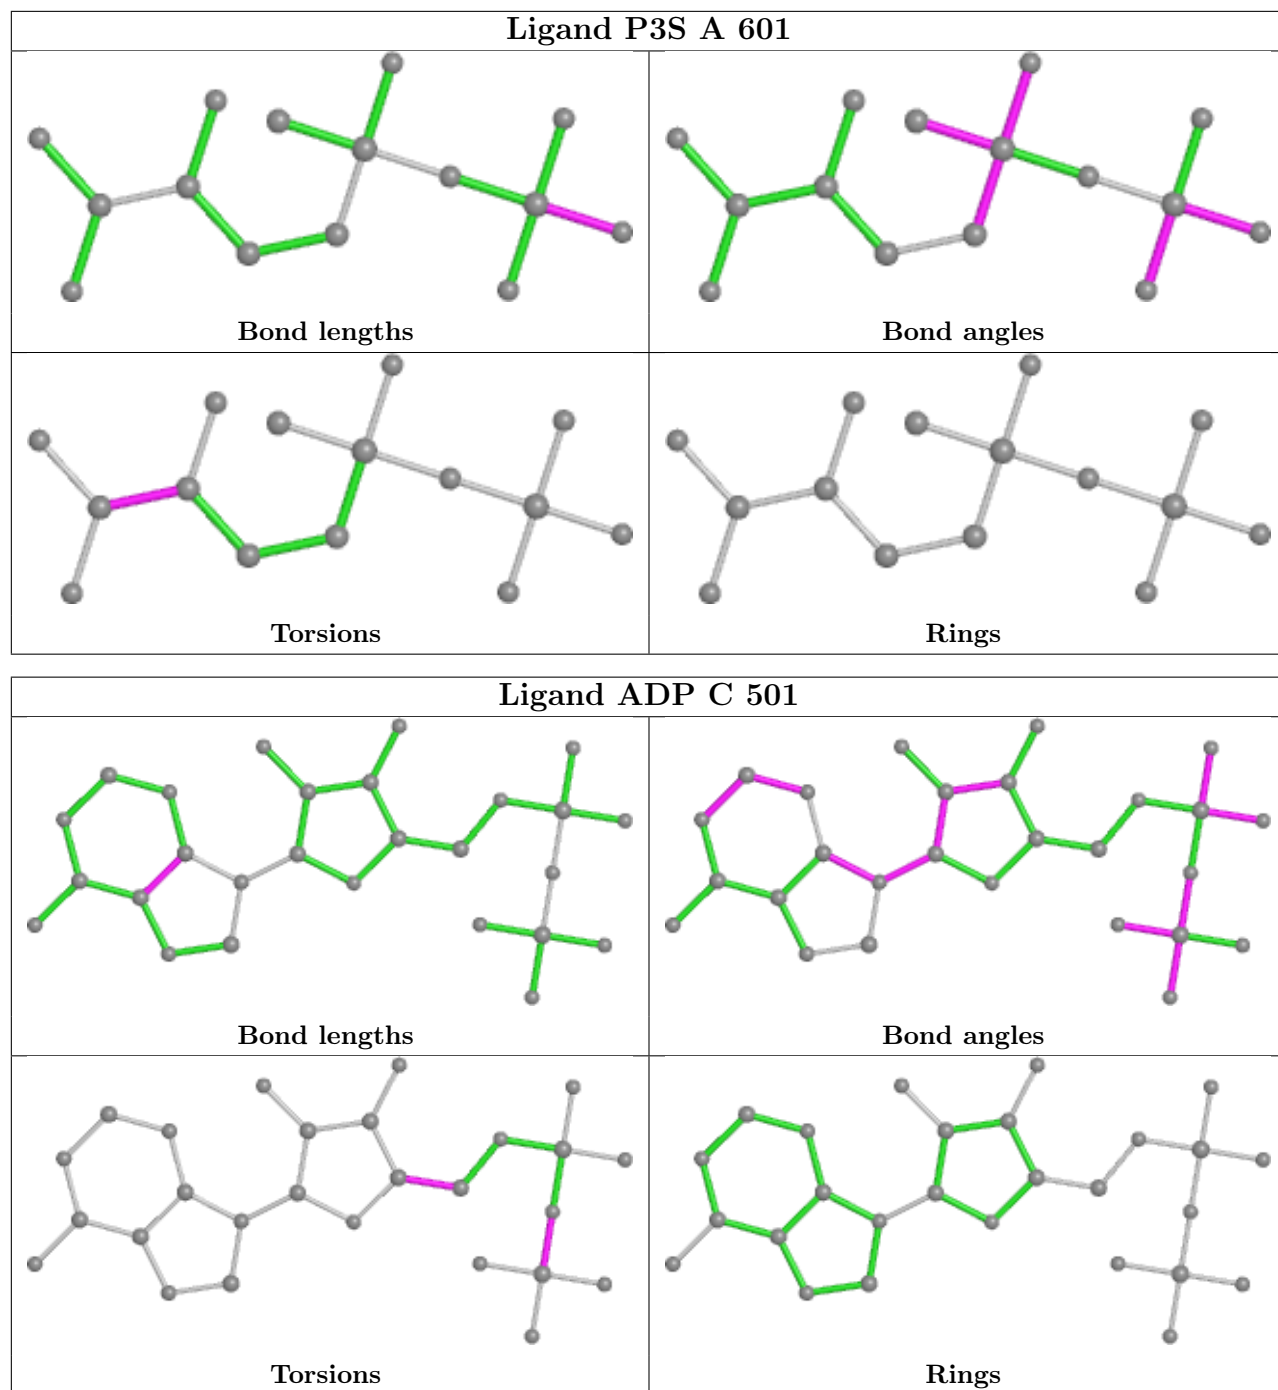 Ligand P3S A 601
Bond lengths
Bond angles
Torsions
Rings
Ligand ADP C 501
Bond lengths
Bond angles
Torsions
Rings